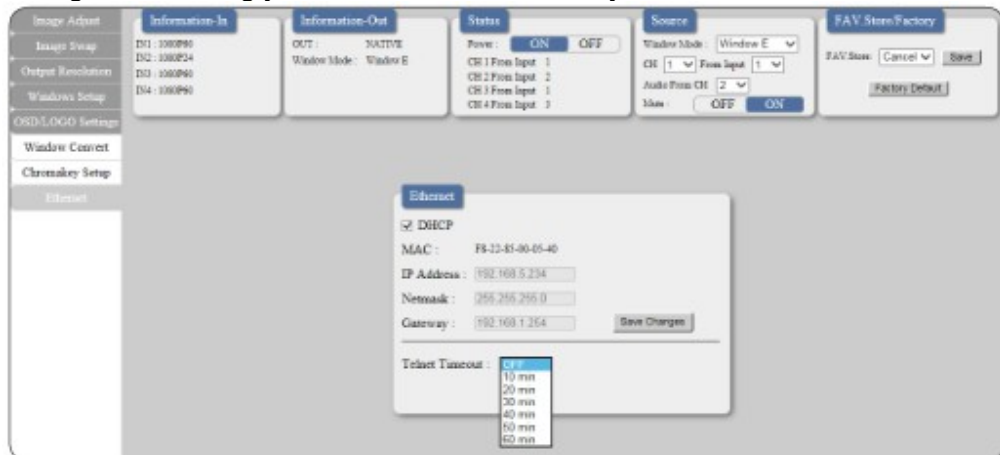 Image Adjust
Image Swap
Output Resolution
Windows Setup
OSD/LOGO Settings
Window Convert
Chromakey Setup
Ethernet
Information-In
IN1 : 1080P60
IN2 : 1080P24
IN3 : 1080P60
IN4 : 1080P60
Information-Out
OUT : NATIVE
Window Mode : Window E
Status
Power : ON OFF
CH 1 From Input 1
CH 2 From Input 2
CH 3 From Input 1
CH 4 From Input 3
Source
Window Mode : Window E
CH 1 From Input 1
Audio From CH 2
Mute : OFF ON
FAV.Store/Factory
FAV.Store: Cancel Save
Factory Default
Ethernet
DHCP
MAC : F8-22-85-00-05-40
IP Address : 192.168.5.234
Netmask : 255.255.255.0
Gateway : 192.168.1.254 Save Changes
Telnet Timeout : OFF
10 min
20 min
30 min
40 min
50 min
60 min